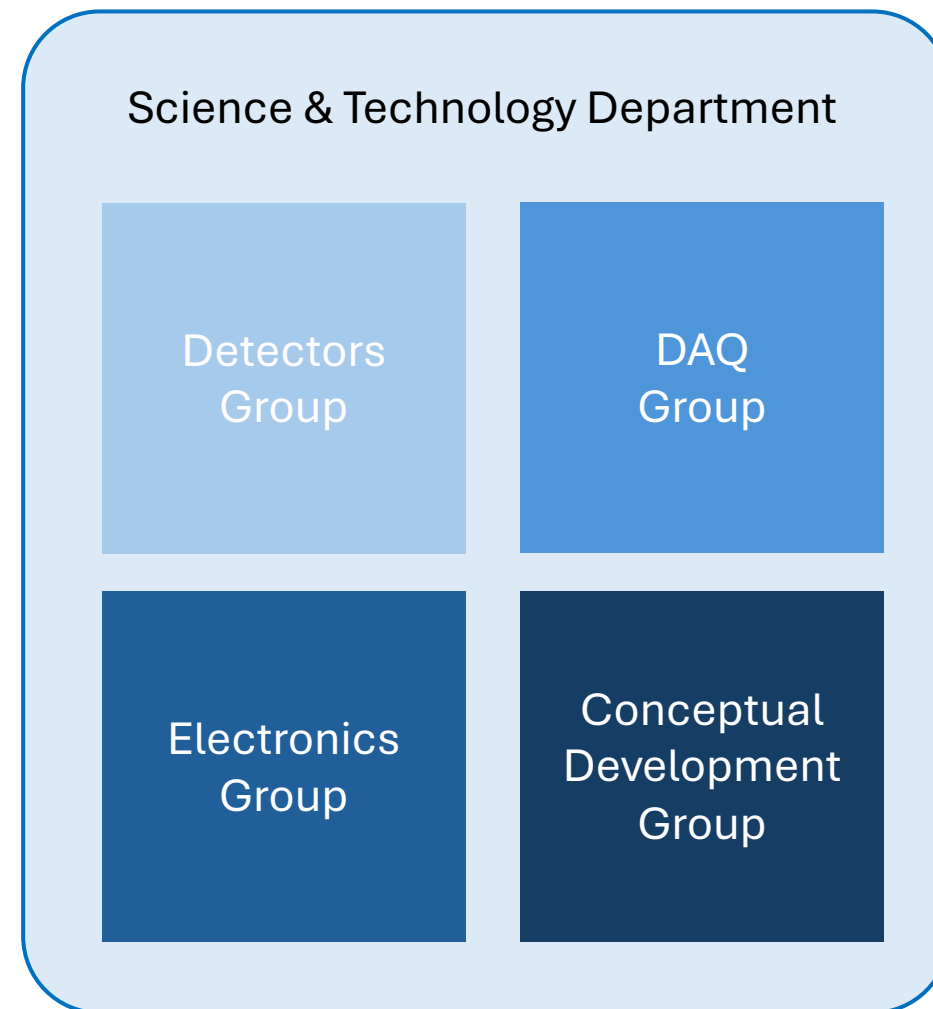 Science & Technology Department
Detectors
Group
DAQ
Group
Electronics
Group
Conceptual
Development
Group